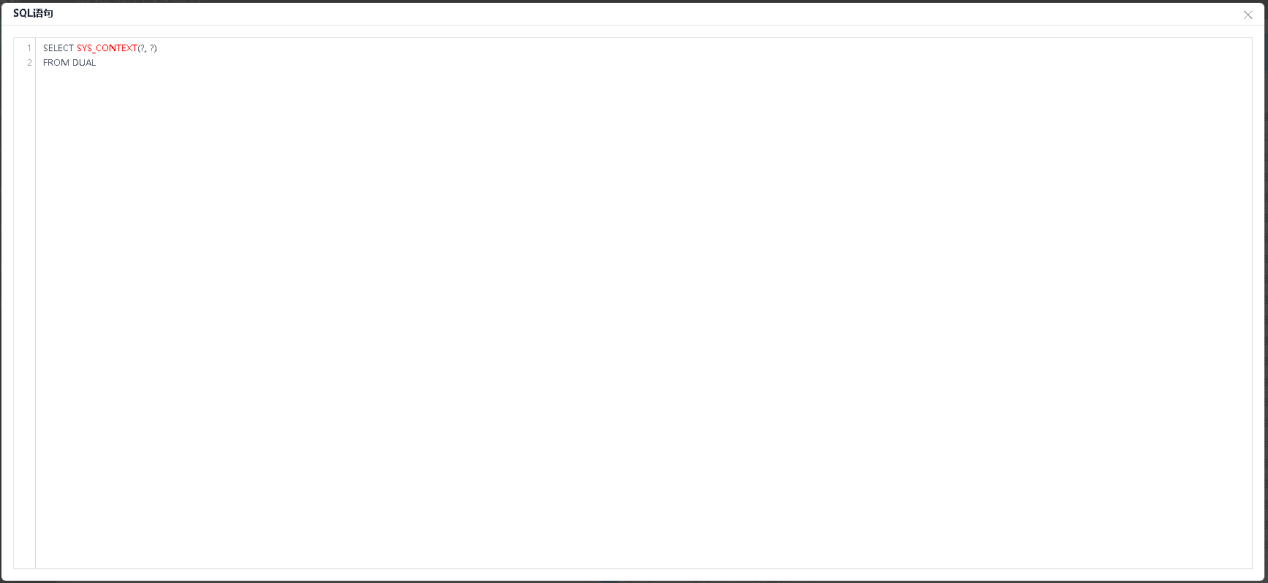 SQL语句
1 SELECT SYS_CONTEXT(?, ?)
2 FROM DUAL